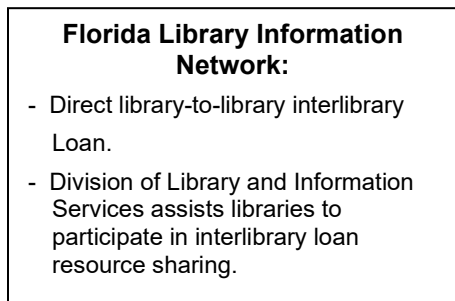 Florida Library Information
Network:
- Direct library-to-library interlibrary
Loan.
- Division of Library and Information
Services assists libraries to
participate in interlibrary loan
resource sharing.